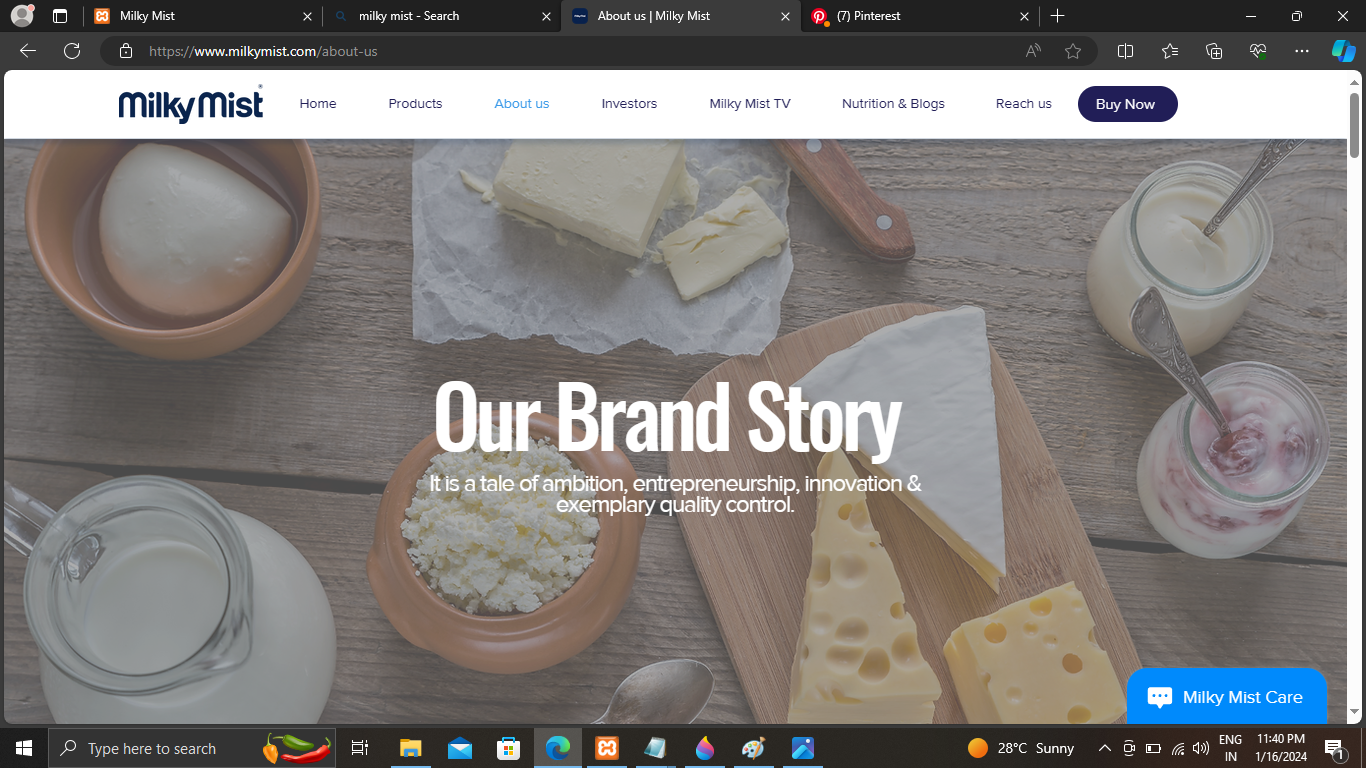 Milky Mist
milky mist - Search
About us | Milky Mist
(7) Pinterest
https://www.milkymist.com/about-us
Milky Mist®
Home
Products
About us
Investors
Milky Mist TV
Nutrition & Blogs
Reach us
Buy Now
Our Brand Story
It is a tale of ambition, entrepreneurship, innovation &
exemplary quality control.
Milky Mist Care
Type here to search
28°C Sunny
ENG
IN
11:40 PM
1/16/2024
1